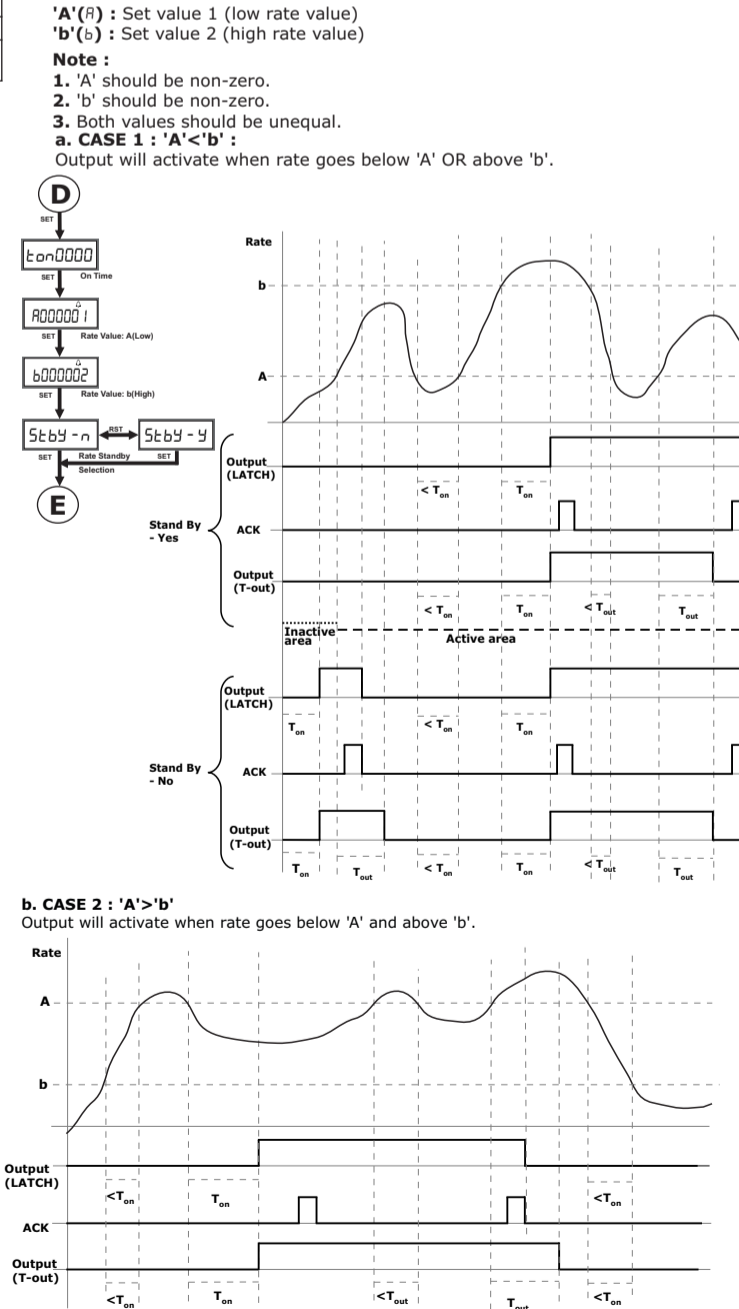 'A'(A) : Set value 1 (low rate value)
'b'(b) : Set value 2 (high rate value)
Note :
1. 'A' should be non-zero.
2. 'b' should be non-zero.
3. Both values should be unequal.
a. CASE 1 : 'A'<'b' :
Output will activate when rate goes below 'A' OR above 'b'.
D
SET
ton0000
SET On Time
A000001
SET Rate Value: A(Low)
b000002
SET Rate Value: b(High)
Stby-n RST Stby-y
SET Rate Standby Selection SET
E
Rate
b
A
Stand By - Yes
Output (LATCH)
< Ton Ton
ACK
Output (T-out)
< Ton Ton < Tout Tout
Inactive area Active area
Stand By - No
Output (LATCH)
Ton < Ton Ton
ACK
Output (T-out)
Ton Tout < Ton Ton < Tout Tout
b. CASE 2 : 'A'>'b'
Output will activate when rate goes below 'A' and above 'b'.
Rate
A
b
Output (LATCH)
<Ton Ton <Ton
ACK
Output (T-out)
<Ton Ton <Tout Tout <Ton